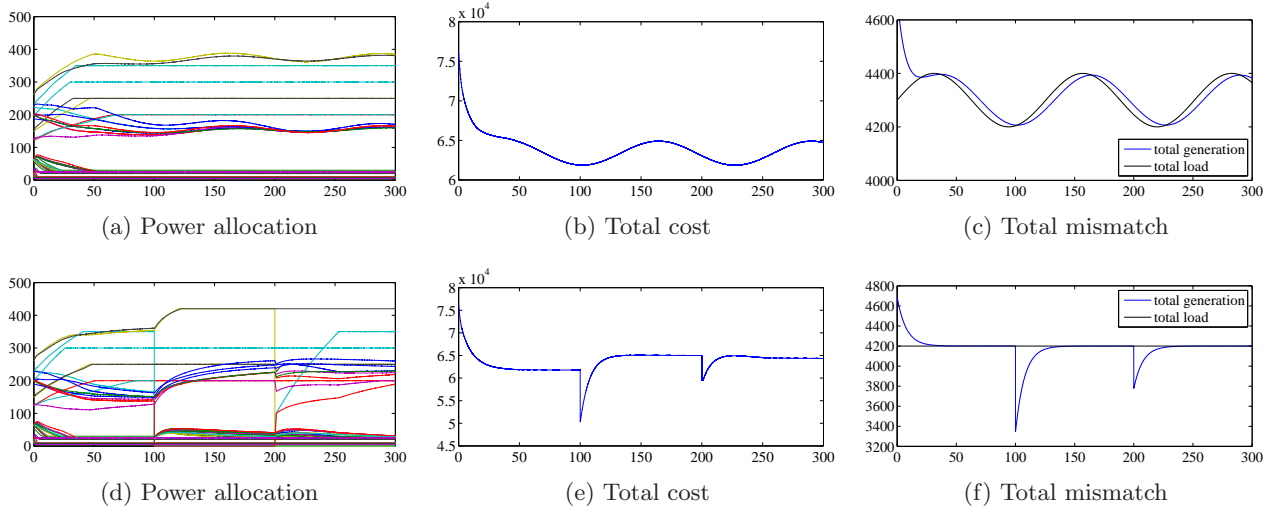 500
400
300
200
100
0
0 50 100 150 200 250 300
(a) Power allocation
x 10^4
8
7.5
7
6.5
6
0 50 100 150 200 250 300
(b) Total cost
4600
4400
4200
4000
0 50 100 150 200 250 300
total generation
total load
(c) Total mismatch
500
400
300
200
100
0
0 50 100 150 200 250 300
(d) Power allocation
x 10^4
8
7.5
7
6.5
6
5.5
5
4.5
0 50 100 150 200 250 300
(e) Total cost
4800
4600
4400
4200
4000
3800
3600
3400
3200
0 50 100 150 200 250 300
total generation
total load
(f) Total mismatch